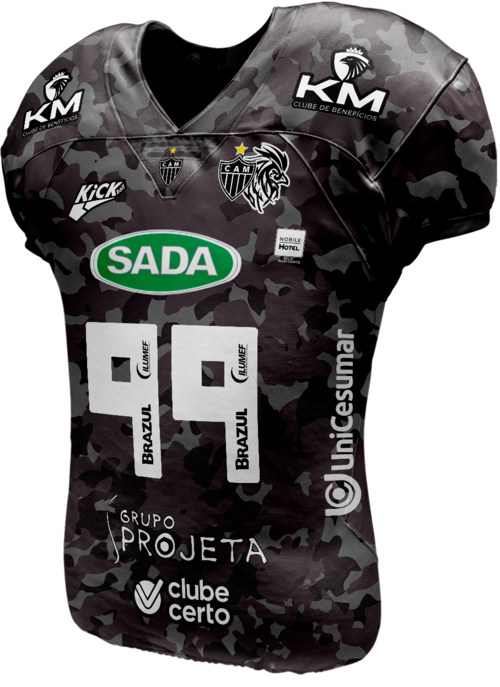 KM
CLUBE DE BENEFÍCIOS
KM
CLUBE DE BENEFÍCIOS
CAM
CAM
KICK
NOBILE
HOTEL
SADA
99
ILUMEF
BRAZUL
ILUMEF
BRAZUL
UniCesumar
GRUPO
PROJETA
clube
certo